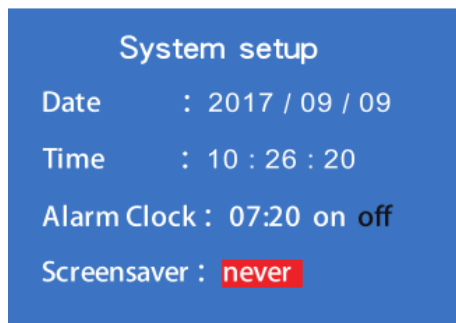 System setup
Date : 2017 / 09 / 09
Time : 10 : 26 : 20
Alarm Clock : 07:20 on off
Screensaver : never